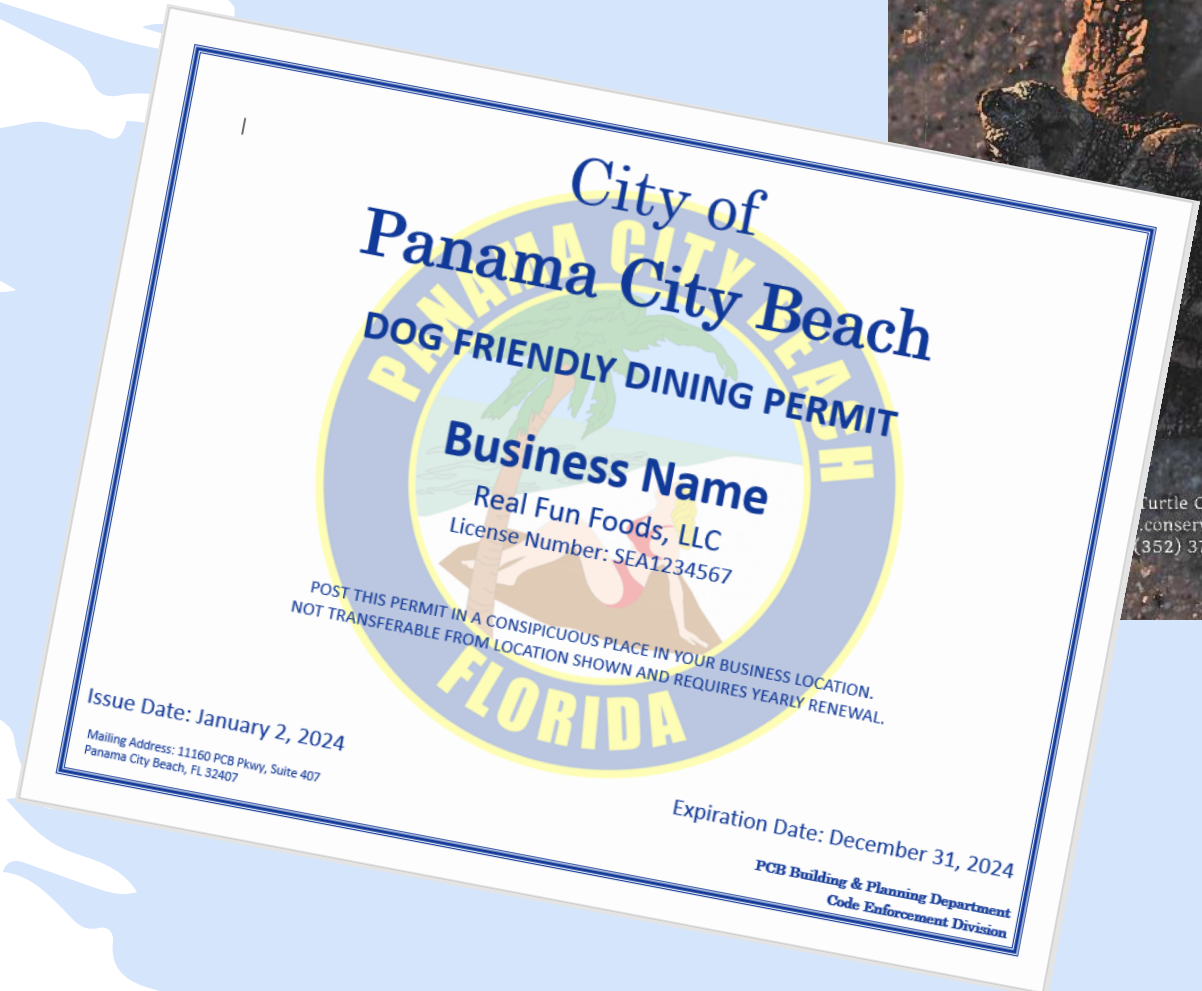 City of
Panama City Beach
DOG FRIENDLY DINING PERMIT
Business Name
Real Fun Foods, LLC
License Number: SEA1234567
POST THIS PERMIT IN A CONSIPICUOUS PLACE IN YOUR BUSINESS LOCATION.
NOT TRANSFERABLE FROM LOCATION SHOWN AND REQUIRES YEARLY RENEWAL.
Issue Date: January 2, 2024
Mailing Address: 11160 PCB Pkwy, Suite 407
Panama City Beach, FL 32407
Expiration Date: December 31, 2024
PCB Building & Planning Department
Code Enforcement Division
PANAMA CITY BEACH
FLORIDA
Turtle
(352)